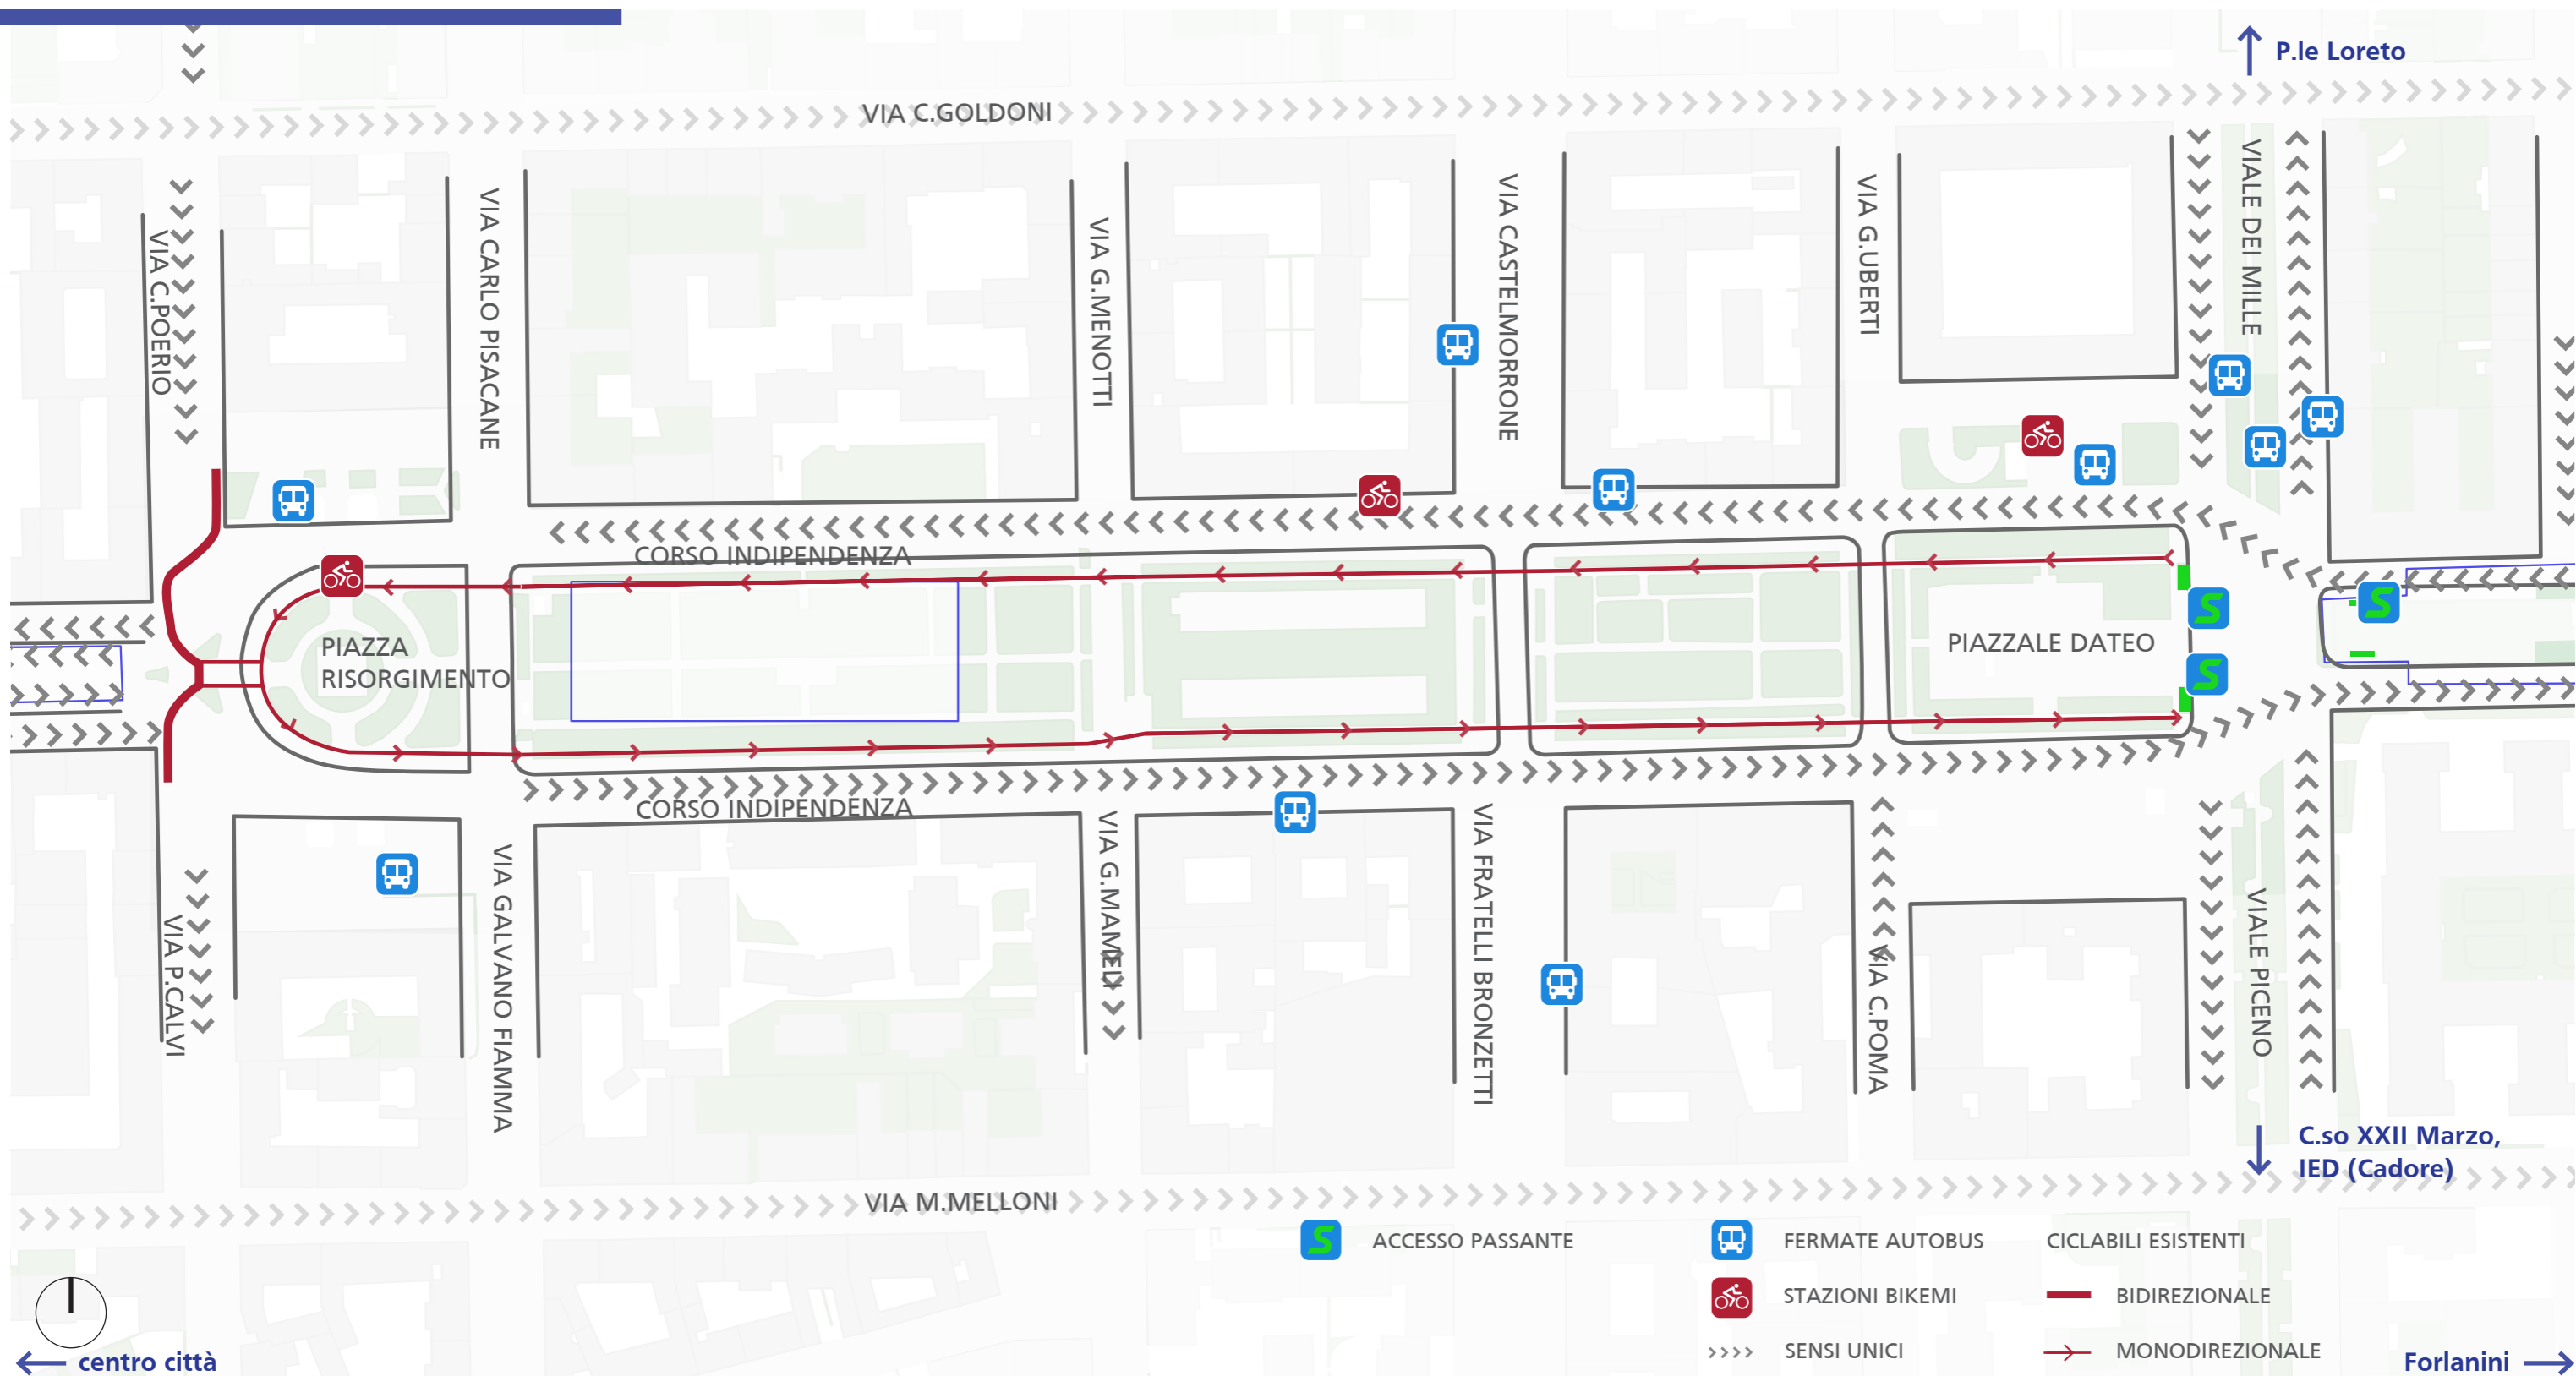 P.le Loreto
VIA C.GOLDONI
VIA C.POERIO
VIA CARLO PISACANE
VIA G.MENOTTI
VIA CASTELMORRONE
VIA G.UBERTI
VIALE DEI MILLE
CORSO INDIPENDENZA
PIAZZA
RISORGIMENTO
PIAZZALE DATEO
CORSO INDIPENDENZA
VIA P.CALVI
VIA GALVANO FIAMMA
VIA G.MAMELI
VIA FRATELLI BRONZETTI
VIA C.POMA
VIALE PICENO
C.so XXII Marzo,
IED (Cadore)
VIA M.MELLONI
ACCESSO PASSANTE
FERMATE AUTOBUS
CICLABILI ESISTENTI
STAZIONI BIKEMI
BIDIREZIONALE
SENSI UNICI
MONODIREZIONALE
centro città
Forlanini